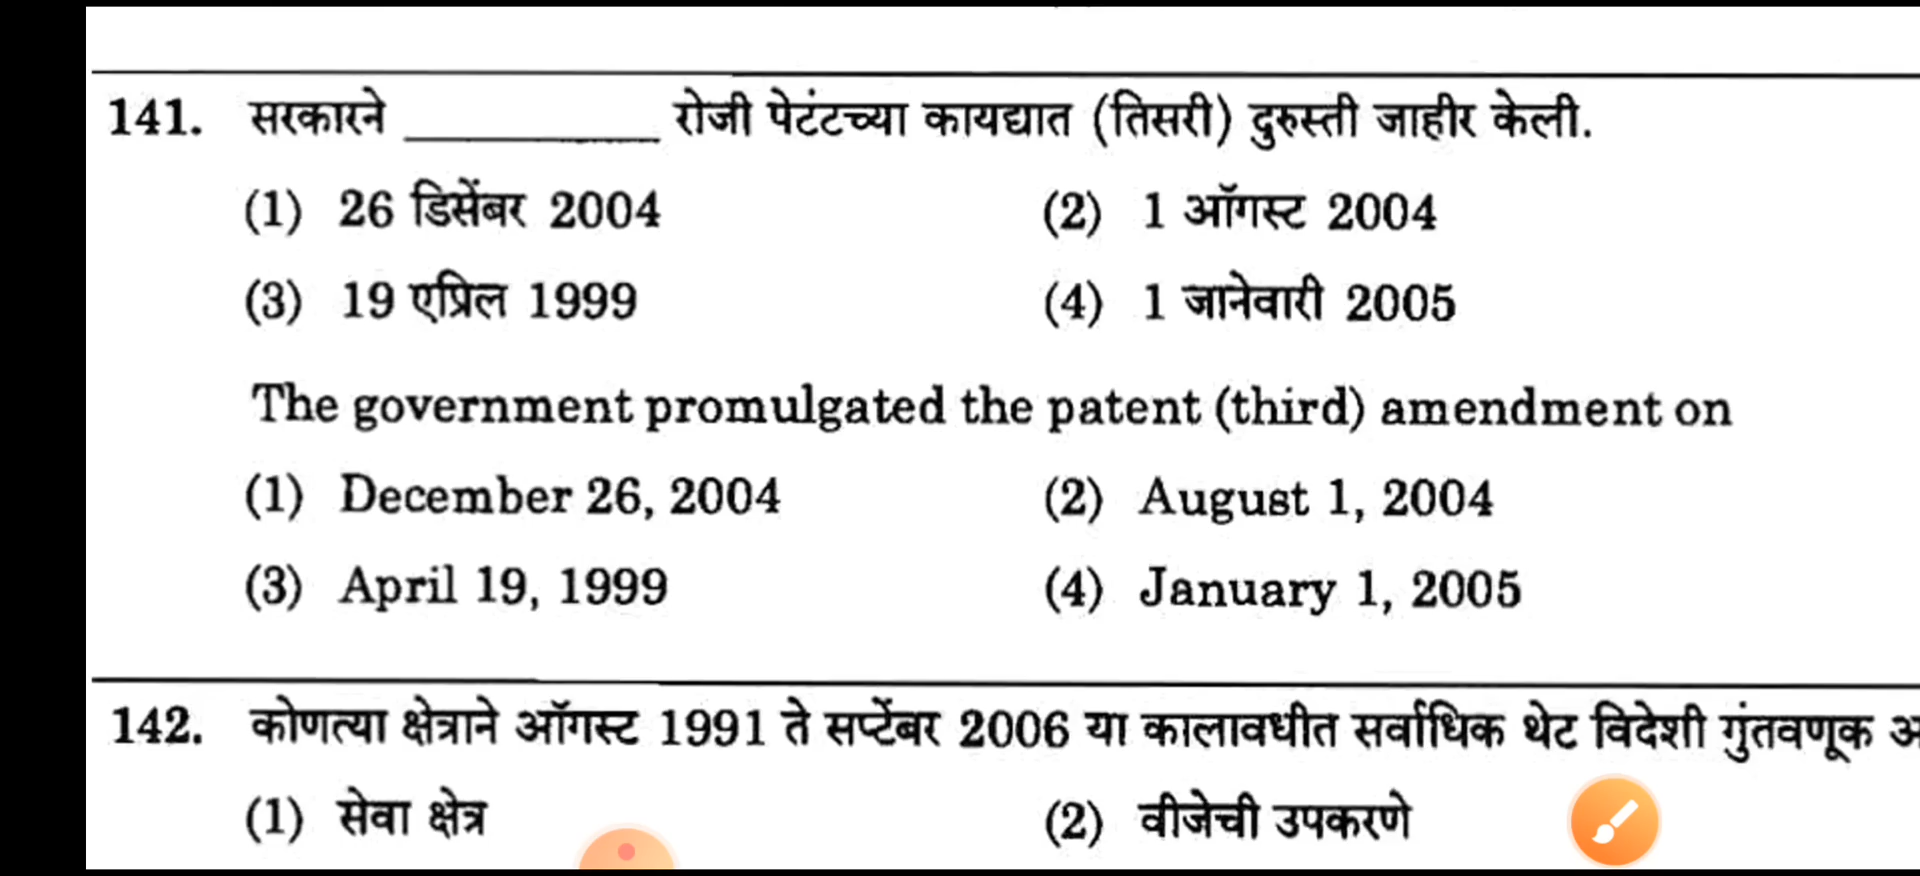 141. सरकारने __________ रोजी पेटंटच्या कायद्यात (तिसरी) दुरुस्ती जाहीर केली.
(1) 26 डिसेंबर 2004 (2) 1 ऑगस्ट 2004
(3) 19 एप्रिल 1999 (4) 1 जानेवारी 2005
The government promulgated the patent (third) amendment on
(1) December 26, 2004 (2) August 1, 2004
(3) April 19, 1999 (4) January 1, 2005
142. कोणत्या क्षेत्राने ऑगस्ट 1991 ते सप्टेंबर 2006 या कालावधीत सर्वाधिक थेट विदेशी गुंतवणूक
(1) सेवा क्षेत्र (2) वीजेची उपकरणे